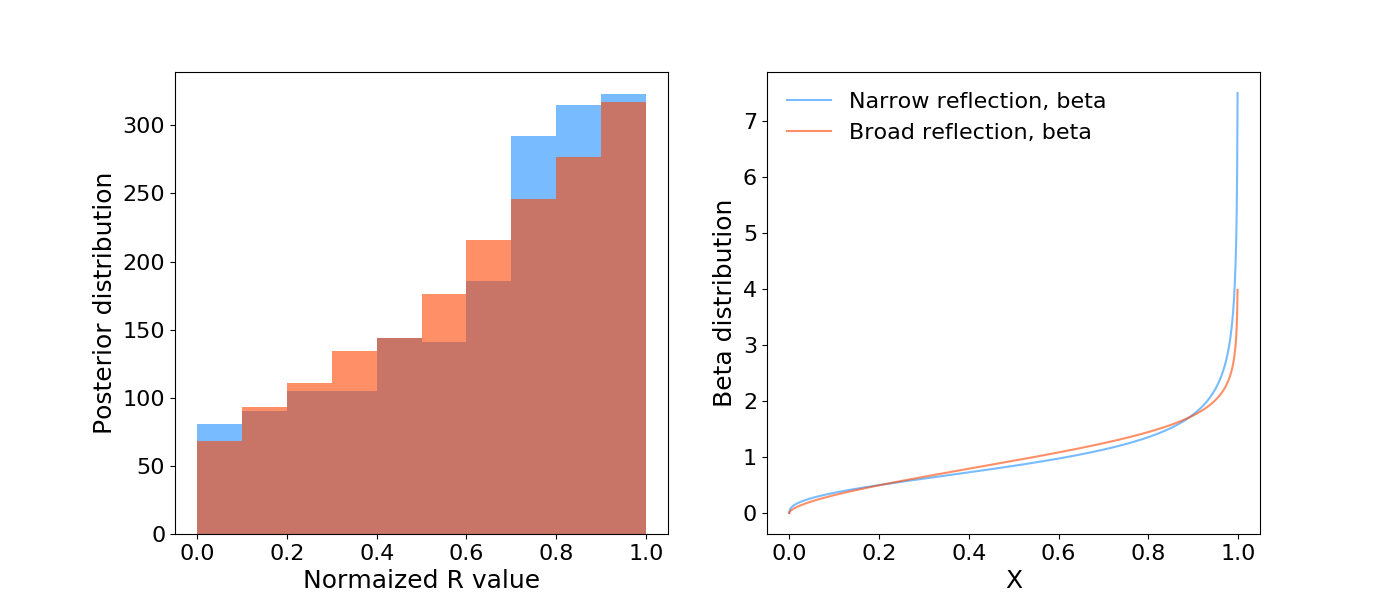 Posterior distribution
300
250
200
150
100
50
0
0.0 0.2 0.4 0.6 0.8 1.0
Normaized R value
Beta distribution
7
6
5
4
3
2
1
0
0.0 0.2 0.4 0.6 0.8 1.0
X
Narrow reflection, beta
Broad reflection, beta